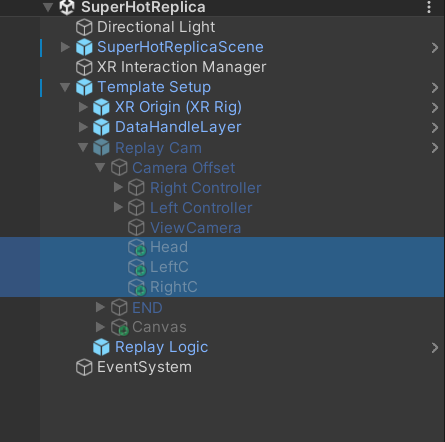 SuperHotReplica
Directional Light
SuperHotReplicaScene
XR Interaction Manager
Template Setup
XR Origin (XR Rig)
DataHandleLayer
Replay Cam
Camera Offset
Right Controller
Left Controller
ViewCamera
Head
LeftC
RightC
END
Canvas
Replay Logic
EventSystem